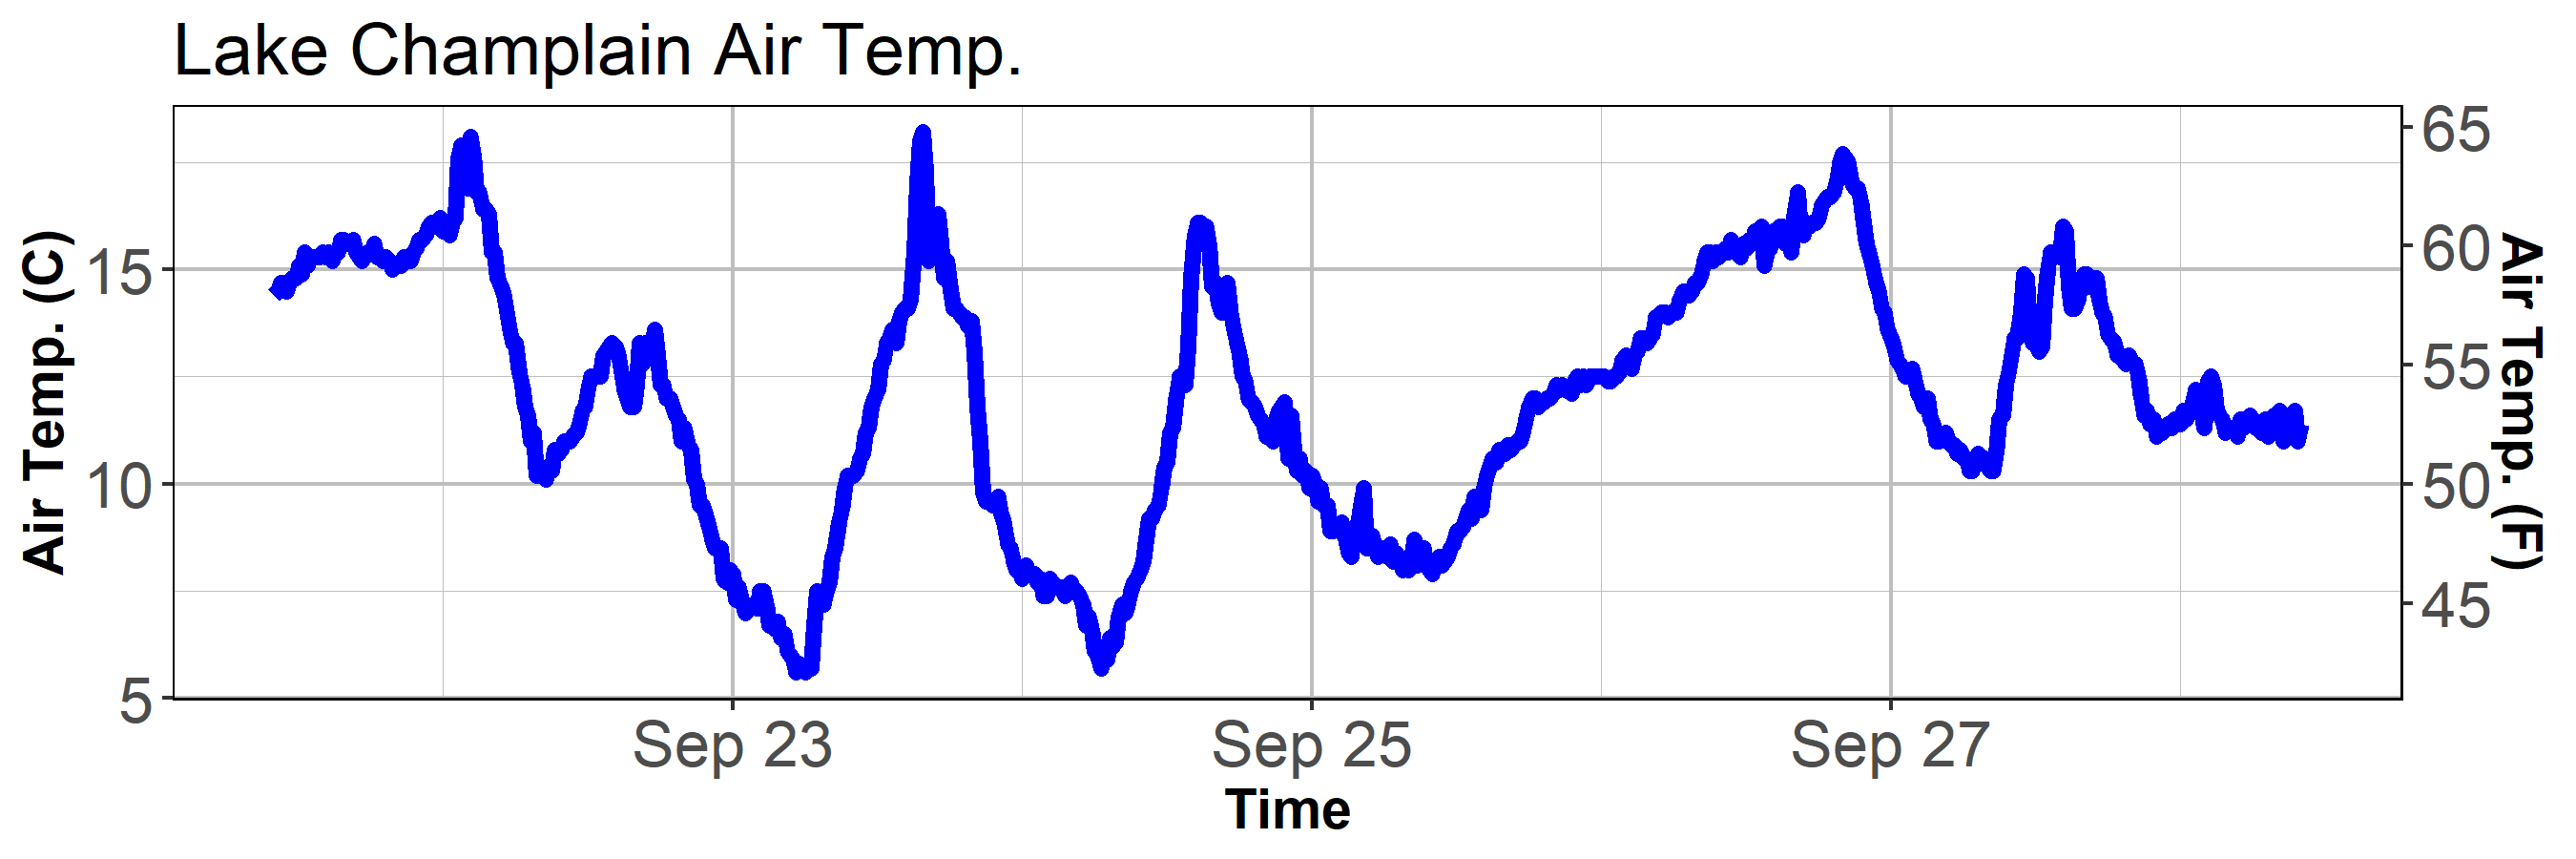 Lake Champlain Air Temp.
Air Temp. (C)
15
10
5
65
60
55
50
45
Air Temp. (F)
Sep 23 Sep 25 Sep 27
Time